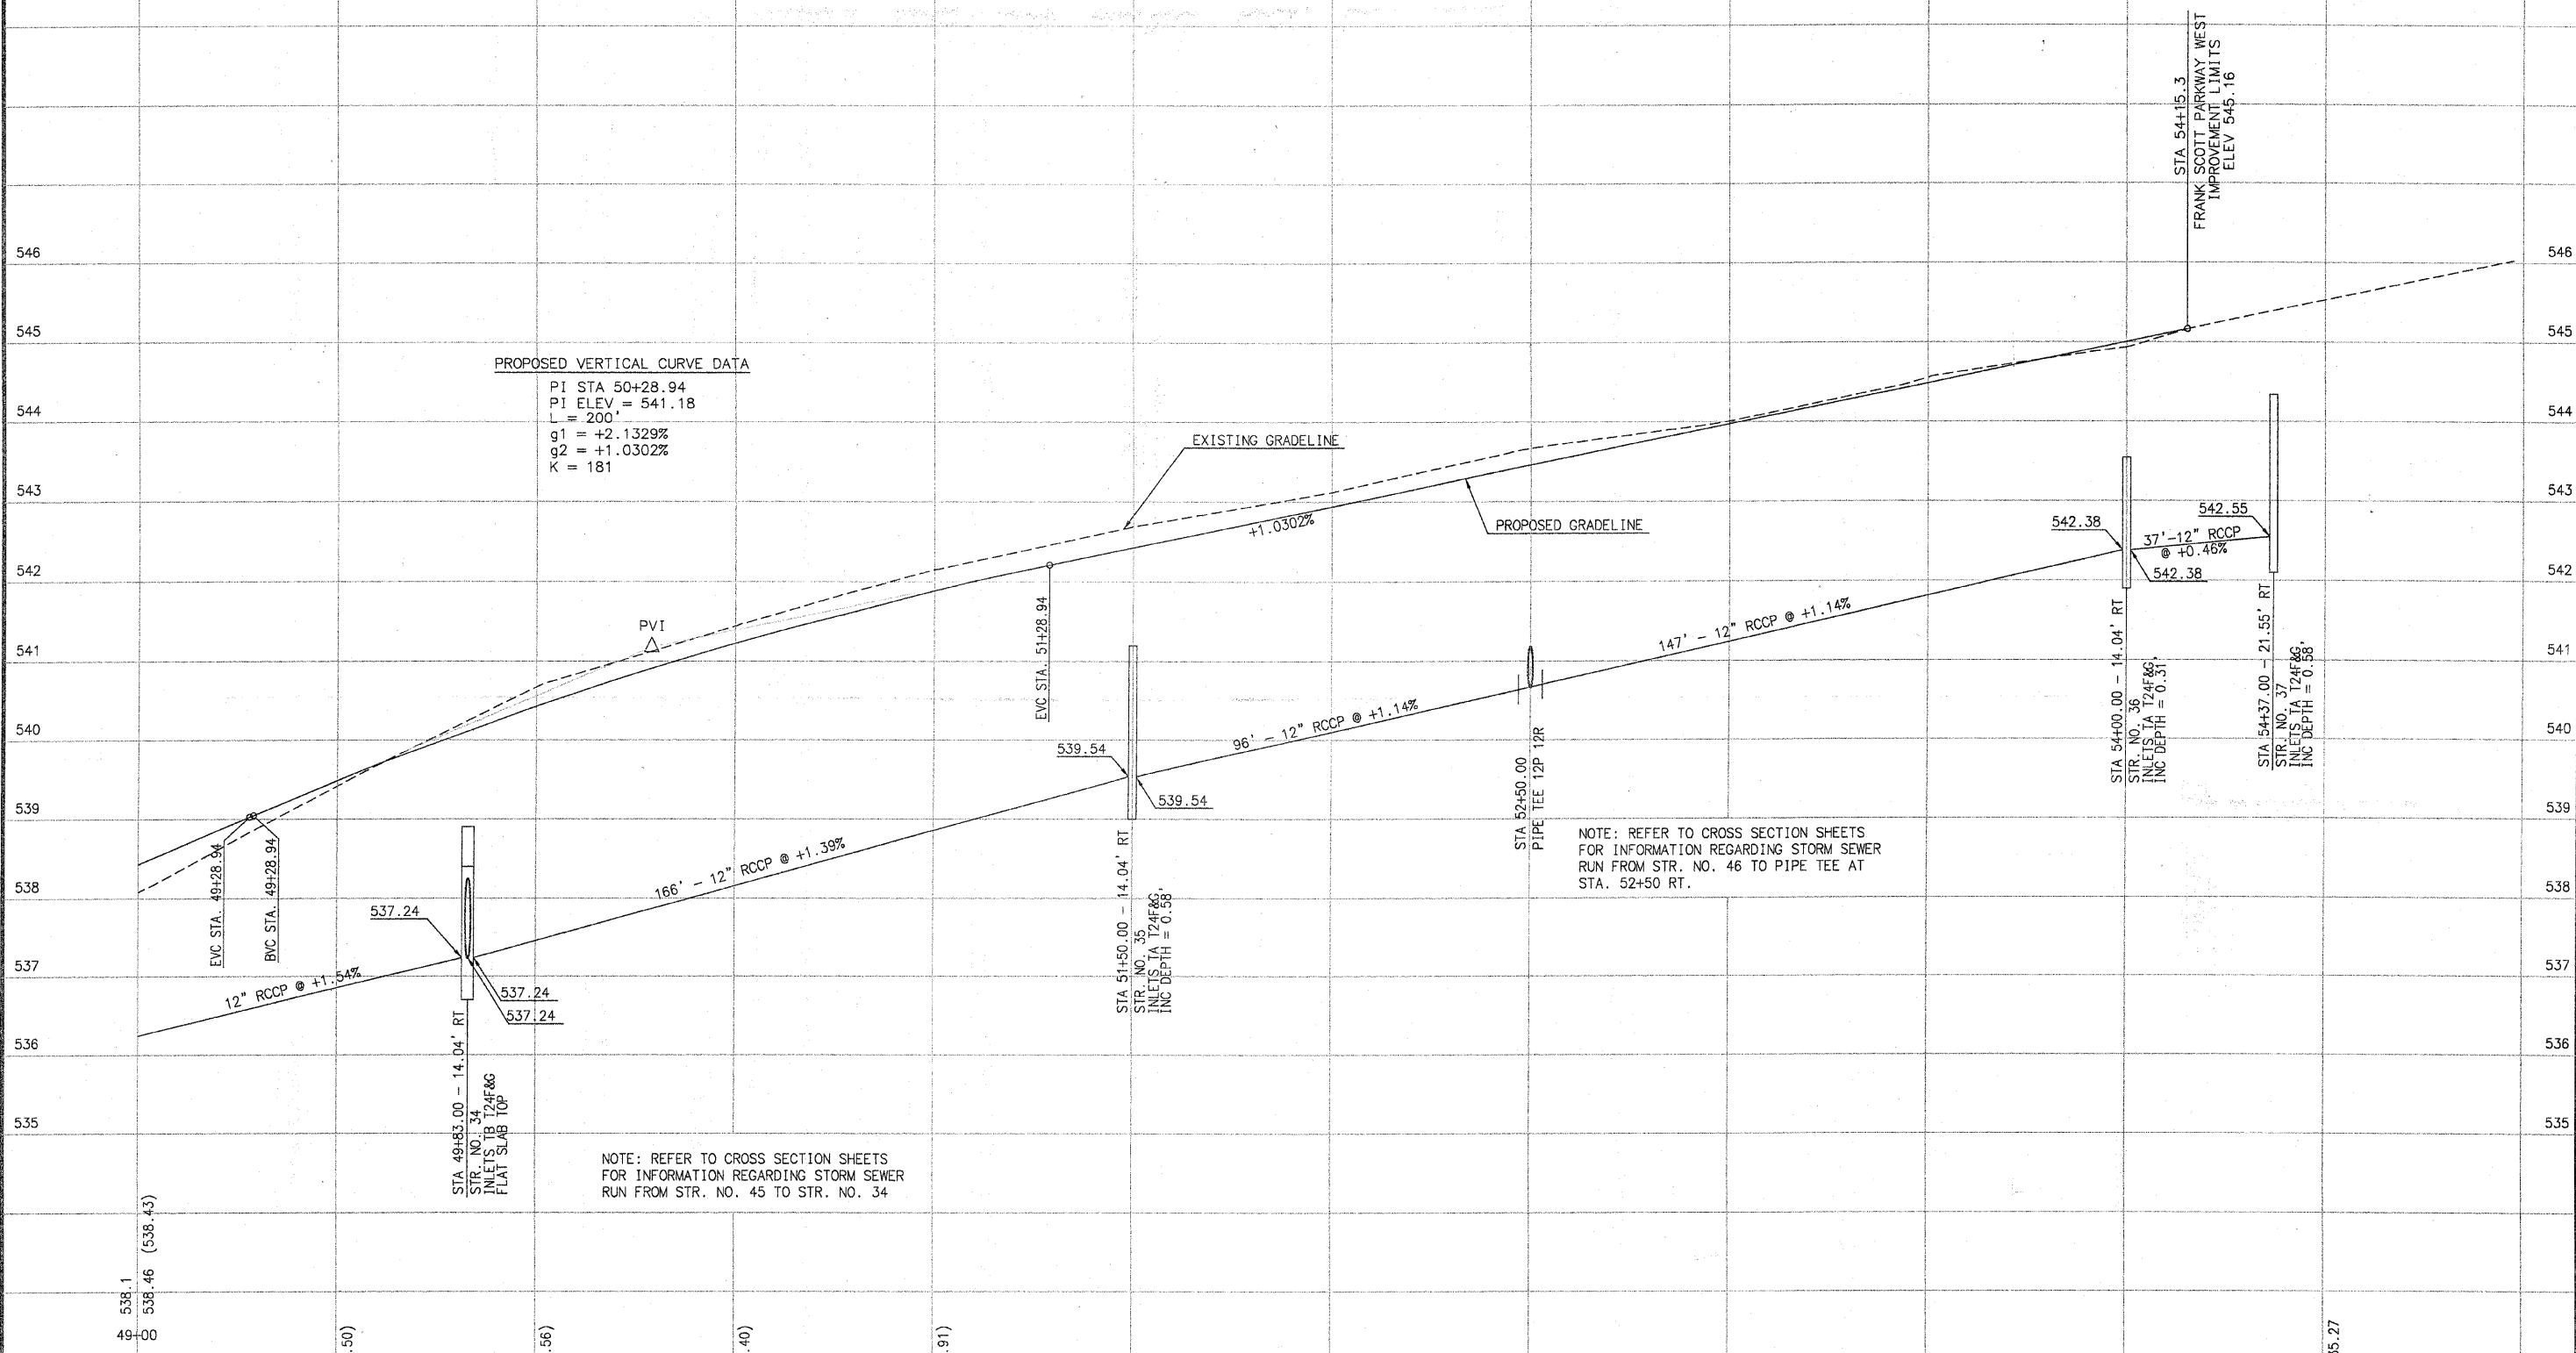 STA 54+15.3
FRANK SCOTT PARKWAY WEST
IMPROVEMENT LIMITS
ELEV 545.16
546
546
545
545
PROPOSED VERTICAL CURVE DATA
PI STA 50+28.94
PI ELEV = 541.18
L = 200'
g1 = +2.1329%
g2 = +1.0302%
K = 181
544
544
EXISTING GRADELINE
543
543
+1.0302%
PROPOSED GRADELINE
542.38
542.55
37'-12" RCCP
@ +0.46%
542.38
542
542
PVI
EVC STA. 51+28.94
147' - 12" RCCP @ +1.14%
541
541
STA 54+00.00 - 14.04' RT
STR. NO. 36
INLETS TA T24F&G,
INC DEPTH = 0.31'
STA 54+37.00 - 21.55' RT
STR. NO. 37
INLETS TA T24F&G,
INC DEPTH = 0.58'
96' - 12" RCCP @ +1.14%
540
540
539.54
539.54
STA 52+50.00
PIPE TEE 12P 12R
539
539
EVC STA. 49+28.94
BVC STA. 49+28.94
166' - 12" RCCP @ +1.39%
STA 51+50.00 - 14.04' RT
STR. NO. 35
INLETS TA T24F&G,
INC DEPTH = 0.58'
NOTE: REFER TO CROSS SECTION SHEETS
FOR INFORMATION REGARDING STORM SEWER
RUN FROM STR. NO. 46 TO PIPE TEE AT
STA. 52+50 RT.
538
538
537.24
537
537
12" RCCP @ +1.54%
537.24
537.24
536
536
STA 49+83.00 - 14.04' RT
STR. NO. 34
INLETS TB T24F&G
FLAT SLAB TOP
535
535
NOTE: REFER TO CROSS SECTION SHEETS
FOR INFORMATION REGARDING STORM SEWER
RUN FROM STR. NO. 45 TO STR. NO. 34
538.1
538.46 (538.43)
49+00
.50)
.56)
.40)
.91)
5.27